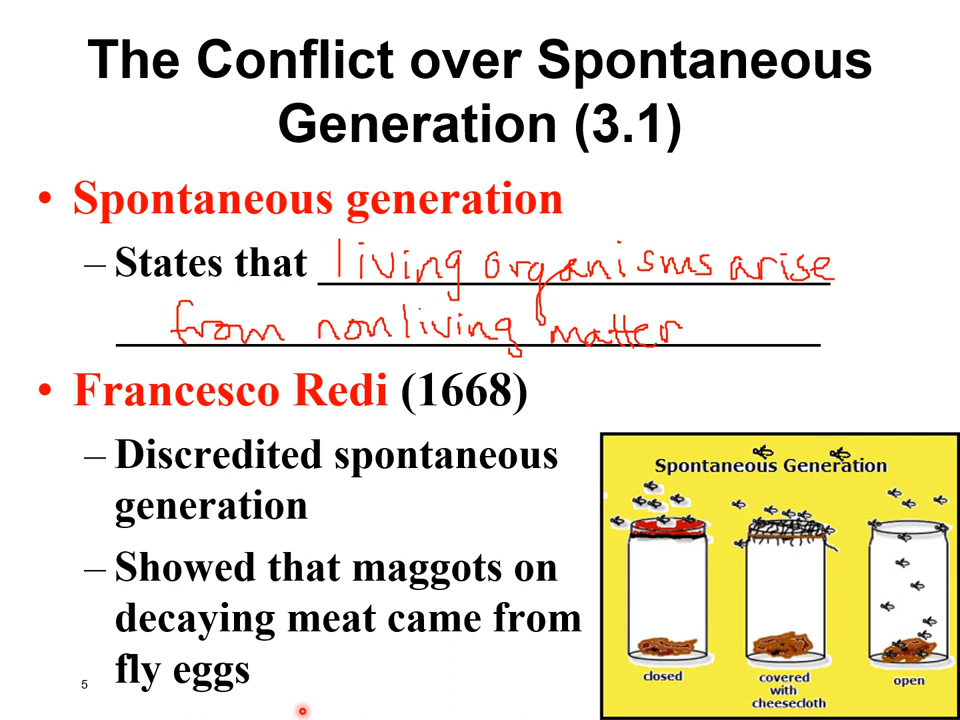 The Conflict over Spontaneous
Generation (3.1)
• Spontaneous generation
– States that living organisms arise
from nonliving matter
• Francesco Redi (1668)
– Discredited spontaneous
generation
– Showed that maggots on
decaying meat came from
fly eggs
Spontaneous Generation
closed
covered
with
cheesecloth
open
5